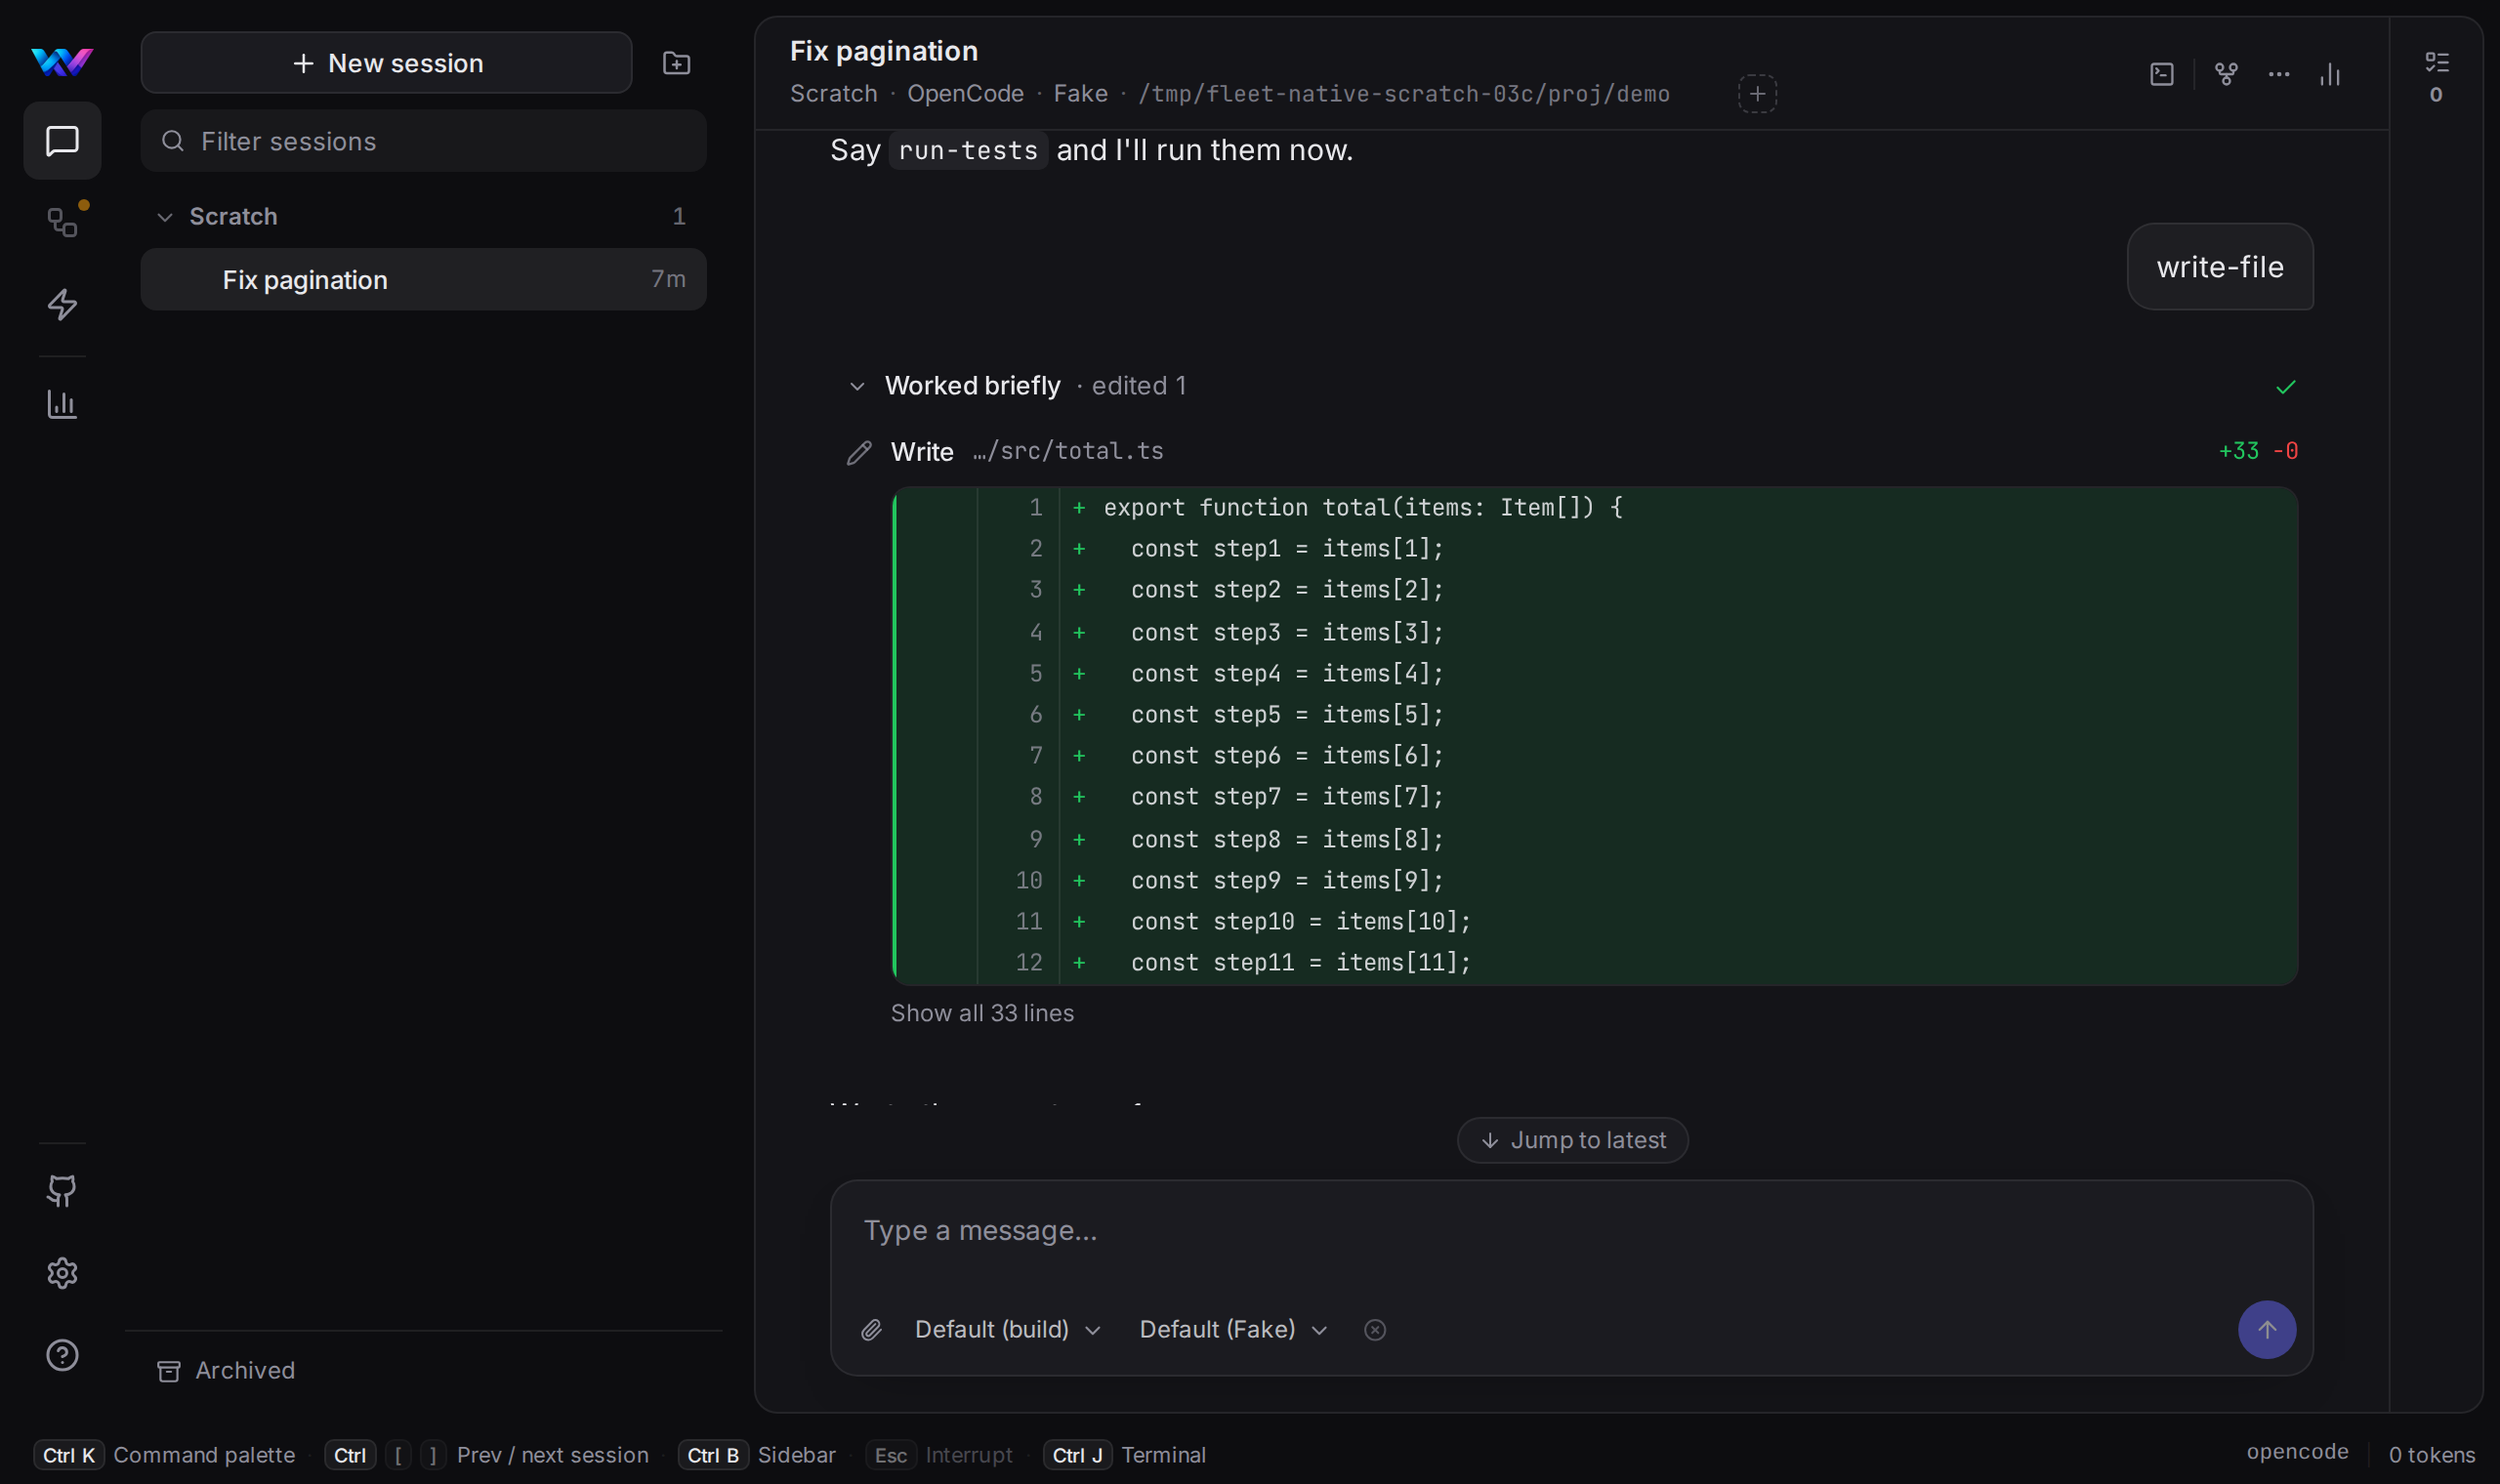 New session
Filter sessions
Scratch 1
Fix pagination 7m
Archived
Fix pagination
Scratch · OpenCode · Fake · /tmp/fleet-native-scratch-03c/proj/demo
0
Say run-tests and I'll run them now.
write-file
Worked briefly · edited 1
Write …/src/total.ts +33 -0
1 + export function total(items: Item[]) {
2 + const step1 = items[1];
3 + const step2 = items[2];
4 + const step3 = items[3];
5 + const step4 = items[4];
6 + const step5 = items[5];
7 + const step6 = items[6];
8 + const step7 = items[7];
9 + const step8 = items[8];
10 + const step9 = items[9];
11 + const step10 = items[10];
12 + const step11 = items[11];
Show all 33 lines
Jump to latest
Type a message...
Default (build) Default (Fake)
Ctrl K Command palette · Ctrl [ ] Prev / next session · Ctrl B Sidebar · Esc Interrupt · Ctrl J Terminal
opencode 0 tokens